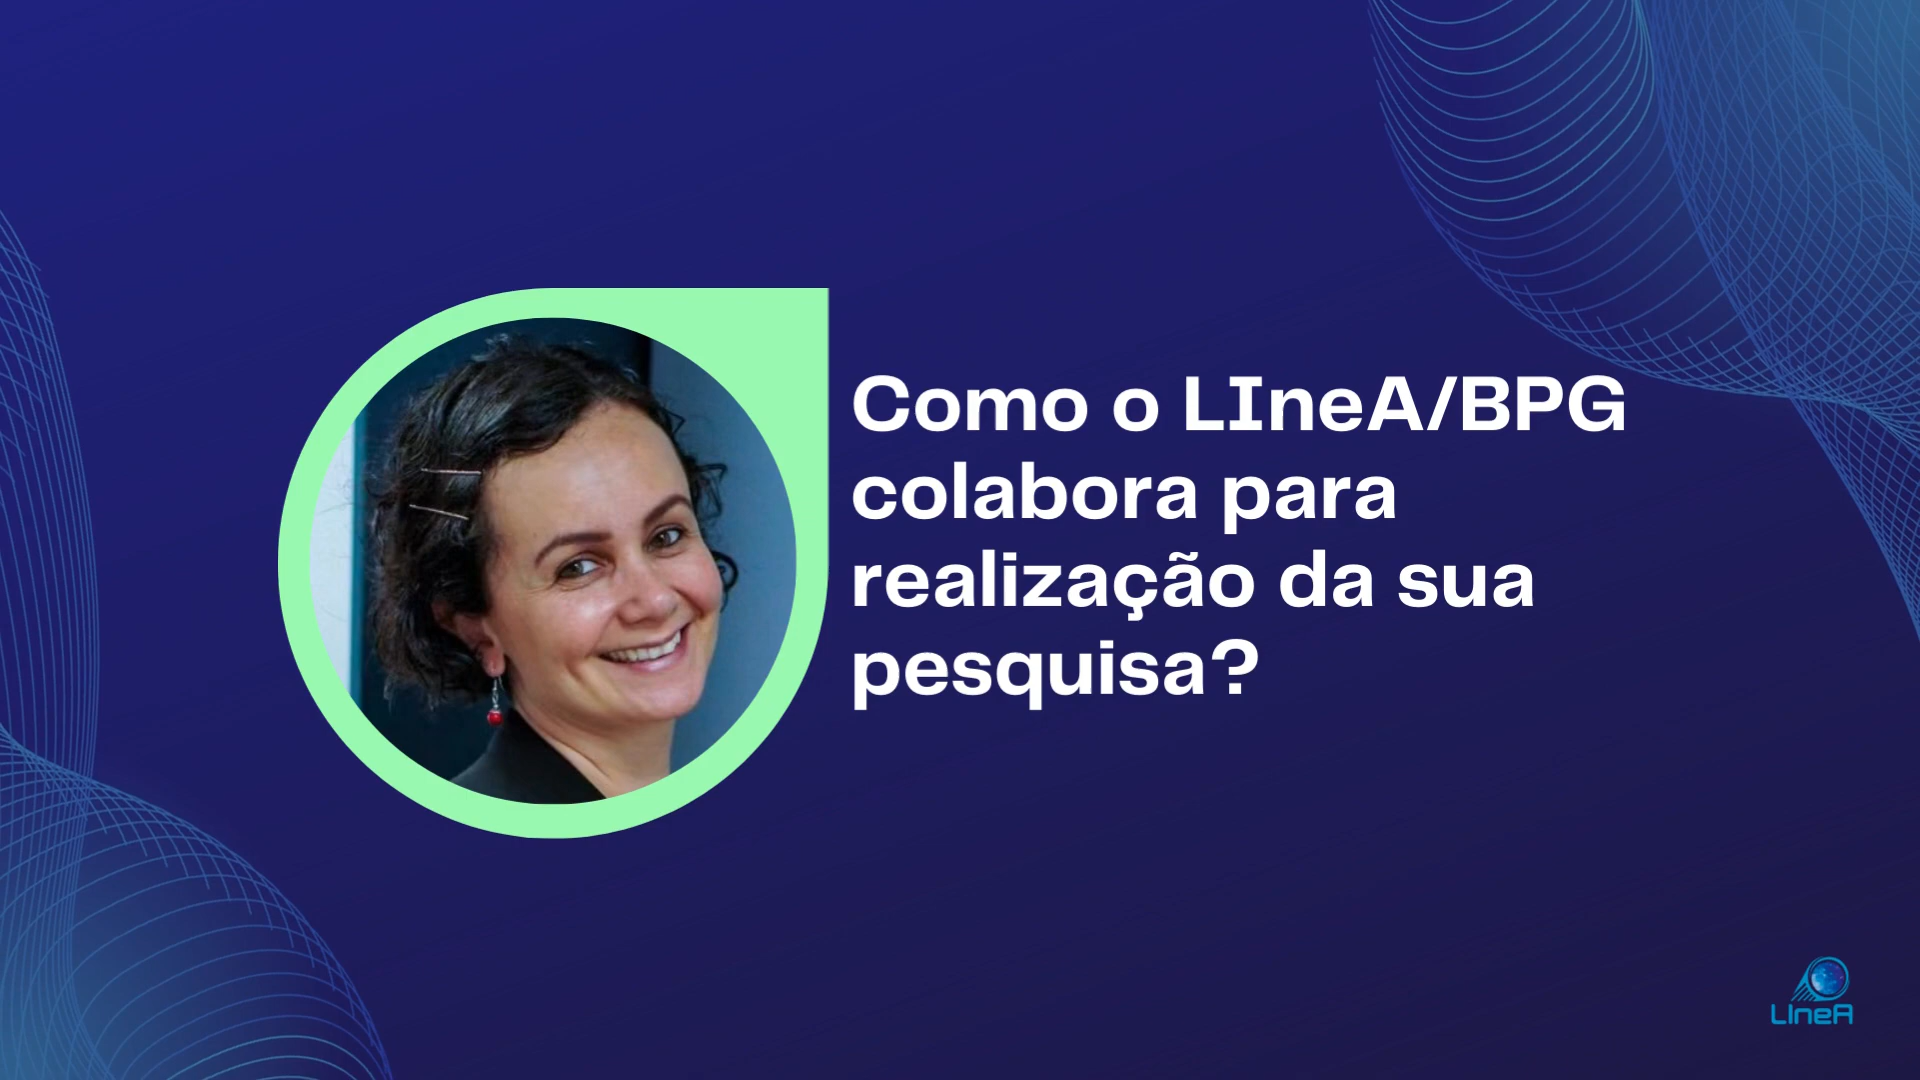 Como o LIneA/BPG
colabora para
realização da sua
pesquisa?
LIneA